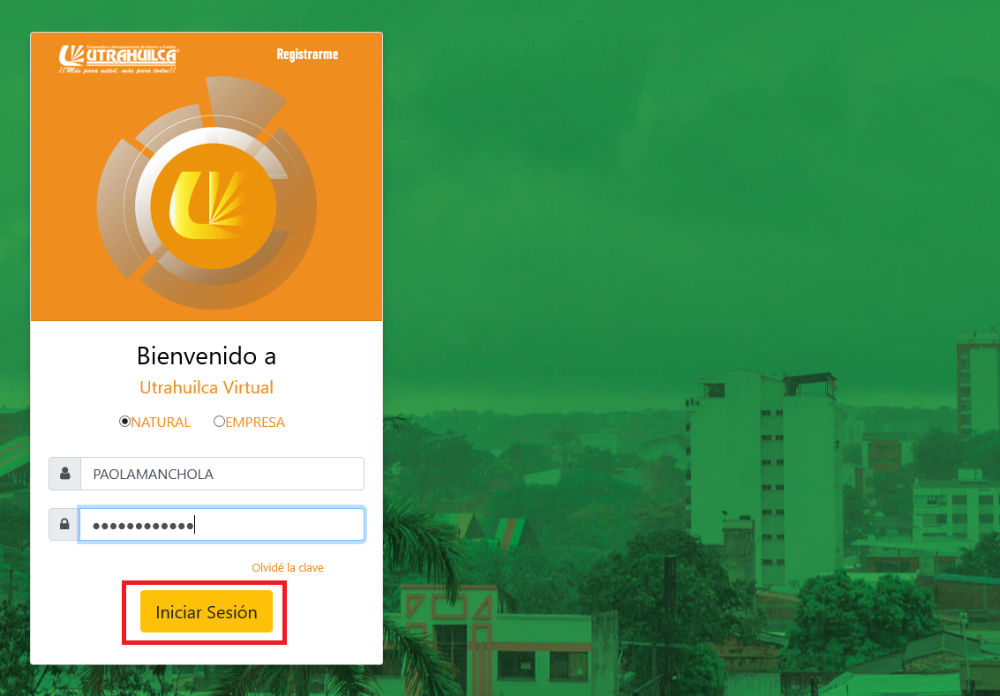 Cooperativa Latinoamericana de Ahorro y Crédito
UTRAHUILCA
¡¡Más para usted, más para todos!!
Registrarme
Bienvenido a
Utrahuilca Virtual
NATURAL EMPRESA
PAOLAMANCHOLA
●●●●●●●●●●●●
Olvidé la clave
Iniciar Sesión